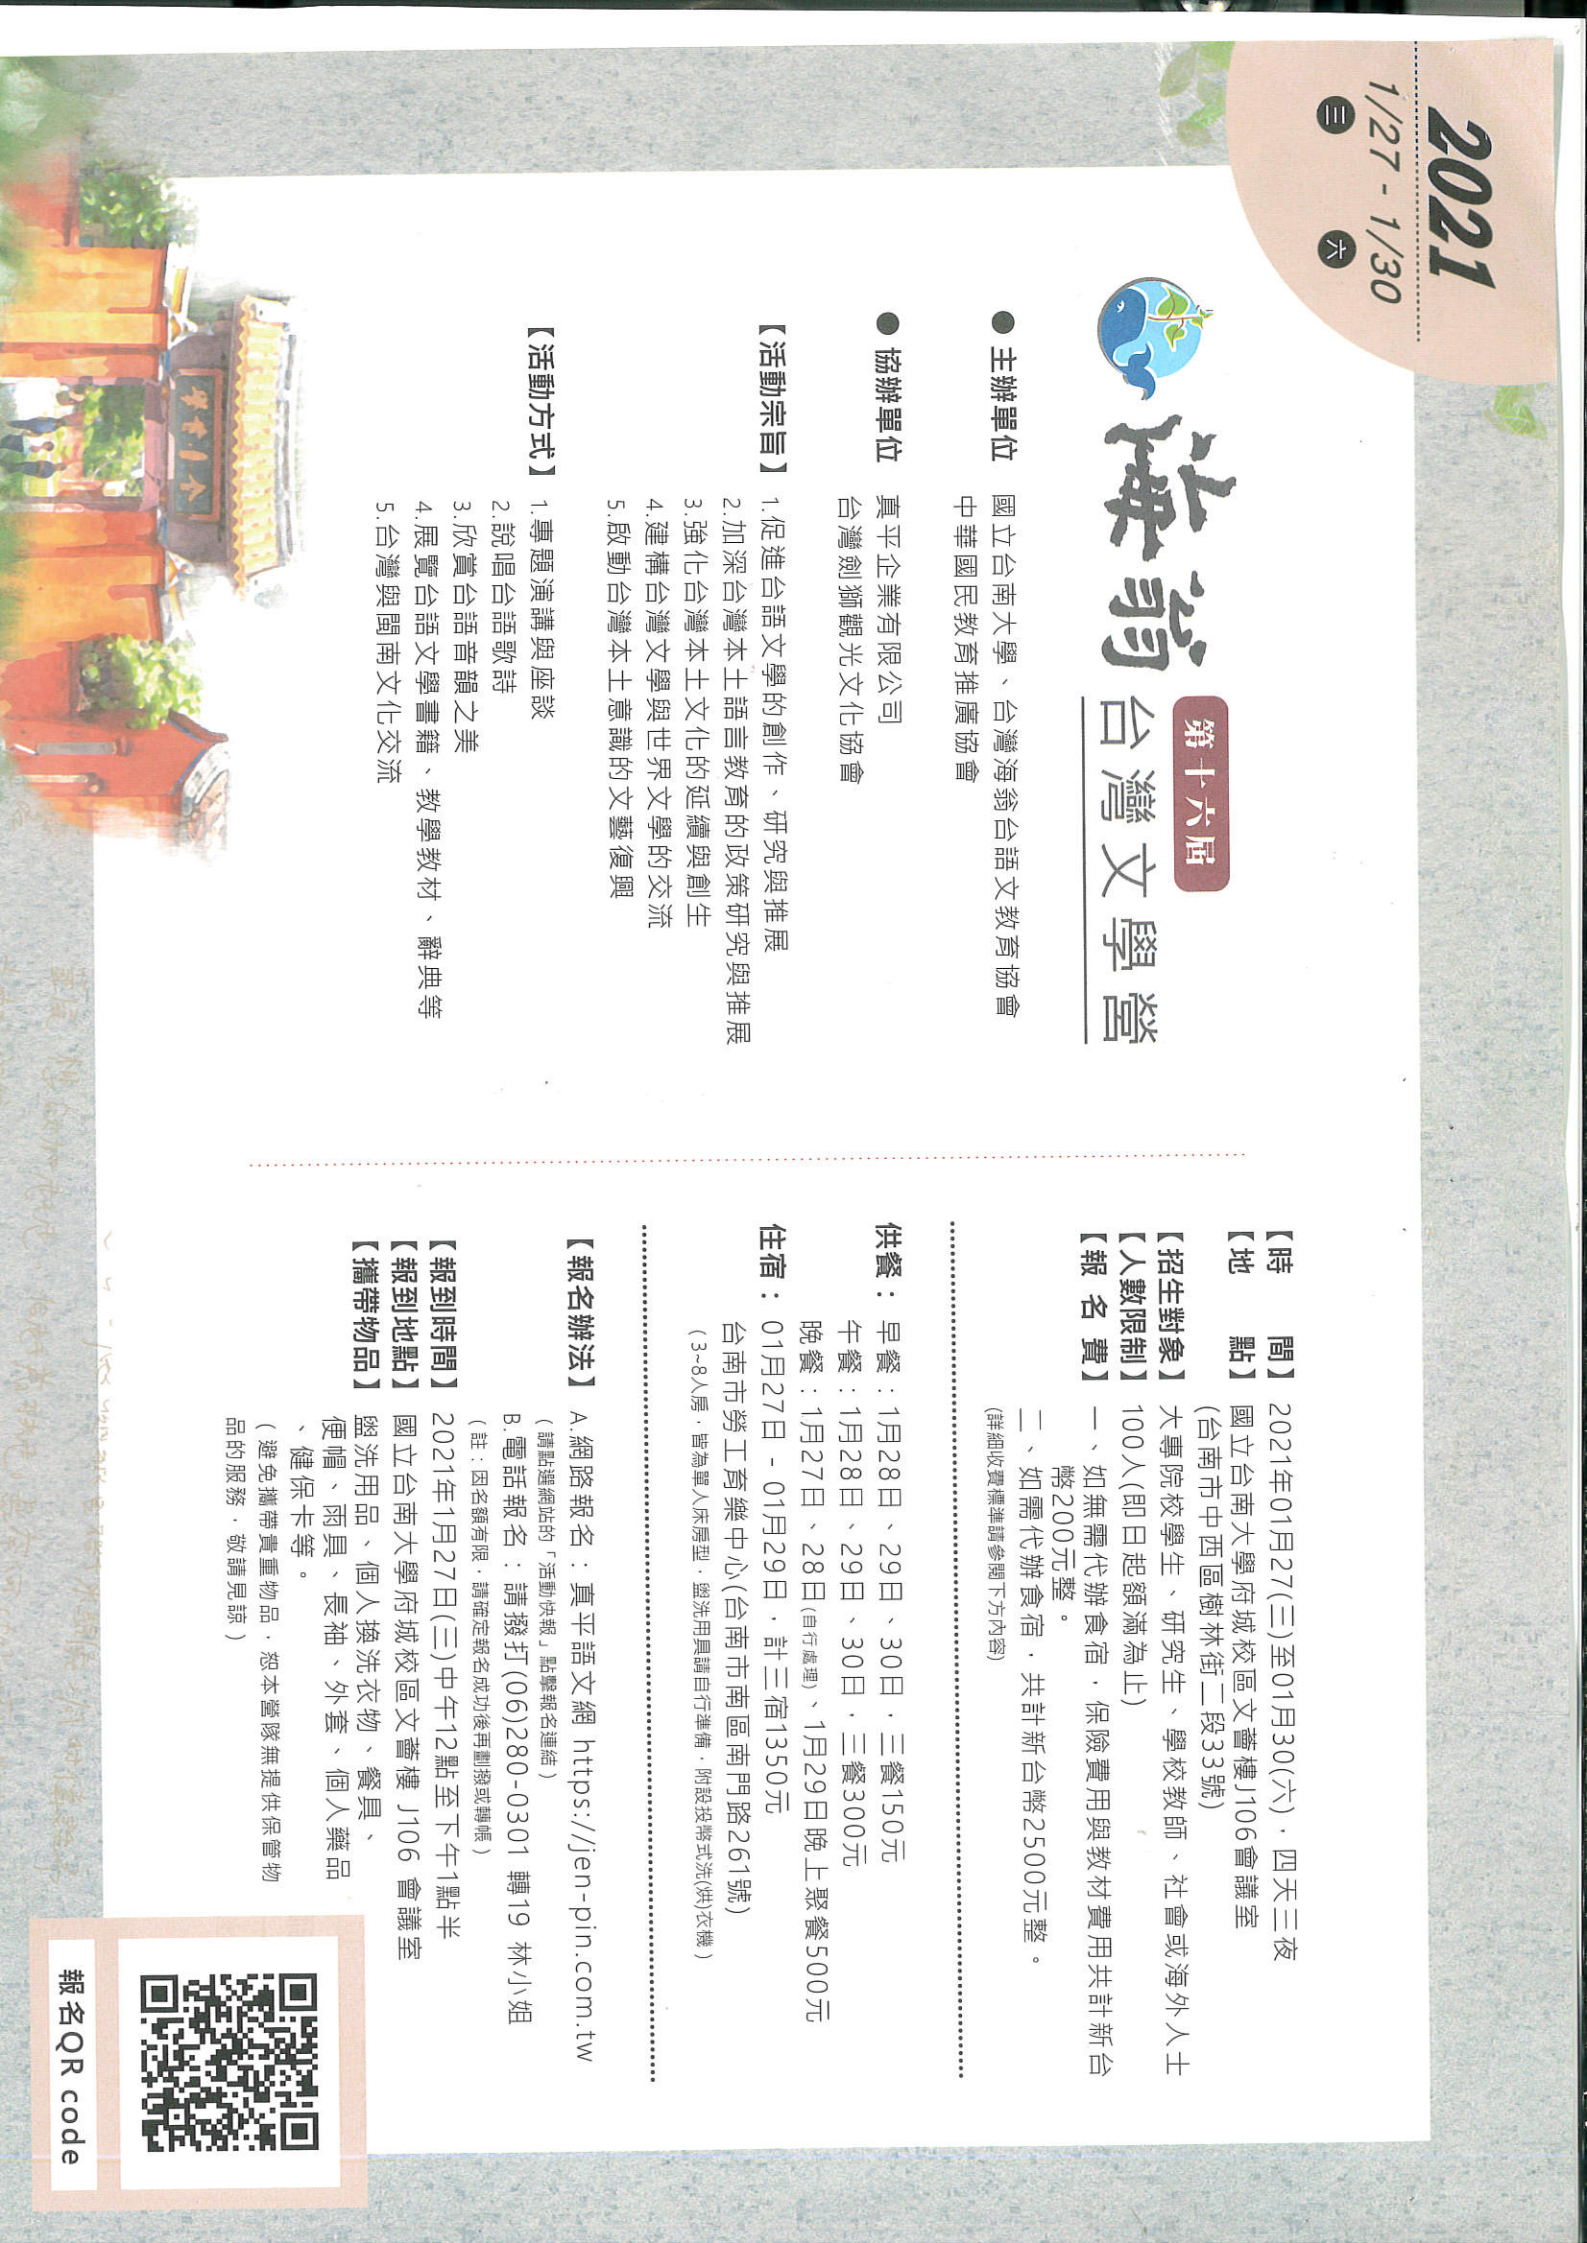 2021
1/27 - 1/30
三 六
海翁
第十六屆
台灣文學營
● 主辦單位 國立台南大學、台灣海翁台語文教育協會
中華國民教育推廣協會
● 協辦單位 真平企業有限公司
台灣劍獅觀光文化協會
【活動宗旨】 1.促進台語文學的創作、研究與推展
2.加深台灣本土語言教育的政策研究與推展
3.強化台灣本土文化的延續與創生
4.建構台灣文學與世界文學的交流
5.啟動台灣本土意識的文藝復興
【活動方式】 1.專題演講與座談
2.說唱台語歌詩
3.欣賞台語音韻之美
4.展覽台語文學書籍、教學教材、辭典等
5.台灣與閩南文化交流
【時 間】 2021年01月27(三)至01月30(六)，四天三夜
【地 點】 國立台南大學府城校區文薈樓J106會議室
(台南市中西區樹林街二段33號)
【招生對象】 大專院校學生、研究生、學校教師、社會或海外人士
【人數限制】 100人(即日起額滿為止)
【報 名 費】 一、如無需代辦食宿，保險費用與教材費用共計新台
幣200元整。
二、如需代辦食宿，共計新台幣2500元整。
(詳細收費標準請參閱下方內容)
供餐： 早餐：1月28日、29日、30日，三餐150元
午餐：1月28日、29日、30日，三餐300元
晚餐：1月27日、28日(自行處理)、1月29日晚上聚餐500元
住宿： 01月27日 - 01月29日，計三宿1350元
台南市勞工育樂中心(台南市南區南門路261號)
(3~8人房，皆為單人床房型，盥洗用具請自行準備，附設投幣式洗(烘)衣機)
【報名辦法】 A.網路報名：真平語文網 https://jen-pin.com.tw
(請點選網站的「活動快報」點擊報名連結)
B.電話報名：請撥打(06)280-0301 轉19 林小姐
(註：因名額有限，請確定報名成功後再劃撥或轉帳)
【報到時間】 2021年1月27日(三)中午12點至下午1點半
【報到地點】 國立台南大學府城校區文薈樓 J106 會議室
【攜帶物品】 盥洗用品、個人換洗衣物、餐具、
便帽、雨具、長袖、外套、個人藥品
、健保卡等。
(避免攜帶貴重物品，恕本營隊無提供保管物
品的服務，敬請見諒)
報名QR code